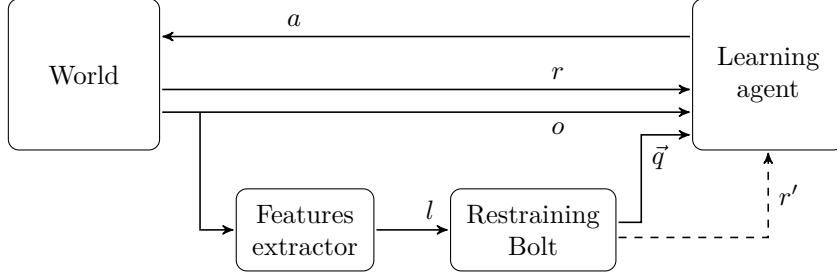 a
World
Learning
agent
r
o
q⃗
Features
extractor
l
Restraining
Bolt
r′